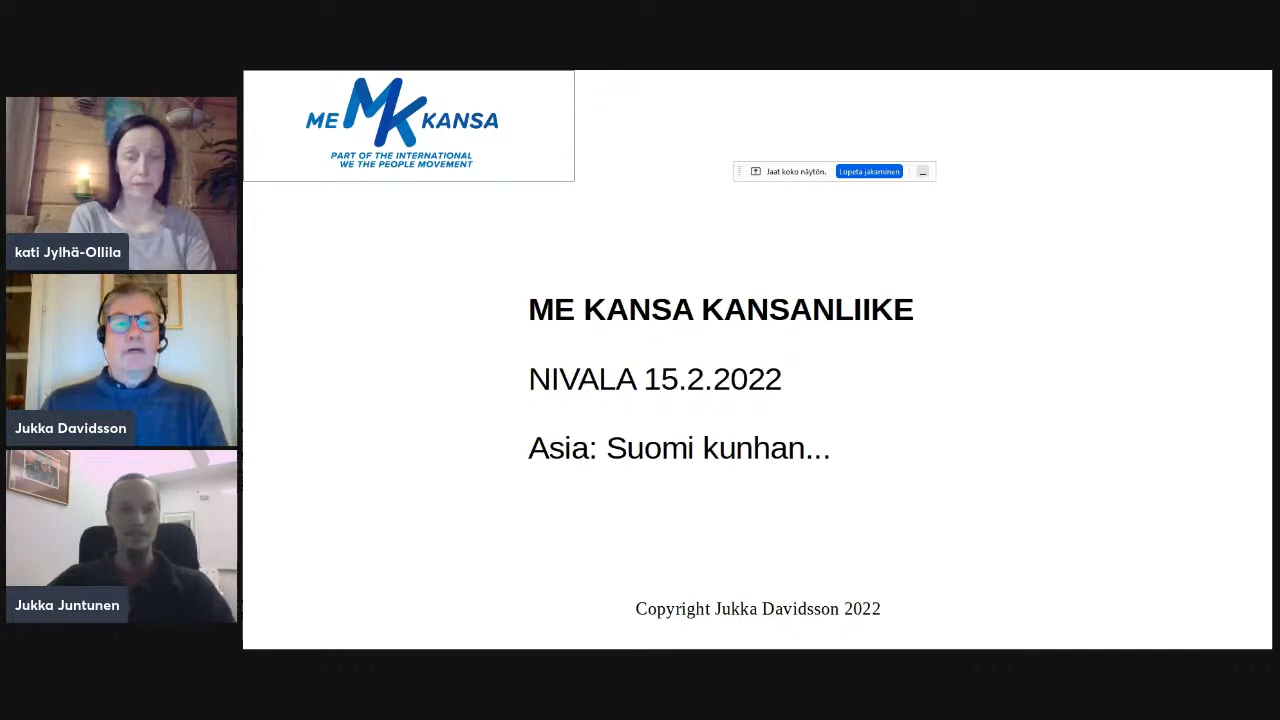 ME MK KANSA
PART OF THE INTERNATIONAL
WE THE PEOPLE MOVEMENT
Jaat koko näytön. Lopeta jakaminen
kati Jylhä-Ollila
Jukka Davidsson
Jukka Juntunen
ME KANSA KANSANLIIKE
NIVALA 15.2.2022
Asia: Suomi kunhan...
Copyright Jukka Davidsson 2022